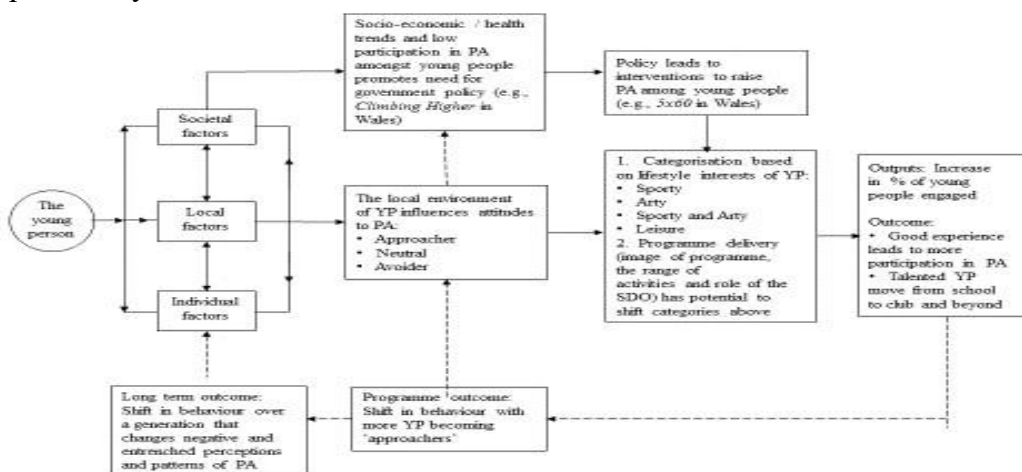 Socio-economic / health
trends and low
participation in PA
amongst young people
promotes need for
government policy (e.g.,
Climbing Higher in
Wales)
Policy leads to
interventions to raise
PA among young people
(e.g., 5x60 in Wales)
Societal
factors
The
young
person
Local
factors
Individual
factors
The local environment
of YP influences attitudes
to PA:
• Approacher
• Neutral
• Avoider
1. Categorisation based
on lifestyle interests of YP:
• Sporty
• Arty
• Sporty and Arty
• Leisure
2. Programme delivery
(image of programme,
the range of
activities and role of the
SDO) has potential to
shift categories above
Outputs: Increase
in % of young
people engaged
Outcome:
• Good experience
leads to more
participation in PA
• Talented YP
move from school
to club and beyond
Long term outcome:
Shift in behaviour over
a generation that
changes negative and
entrenched perceptions
and patterns of PA
Programme outcome:
Shift in behaviour with
more YP becoming
'approachers'